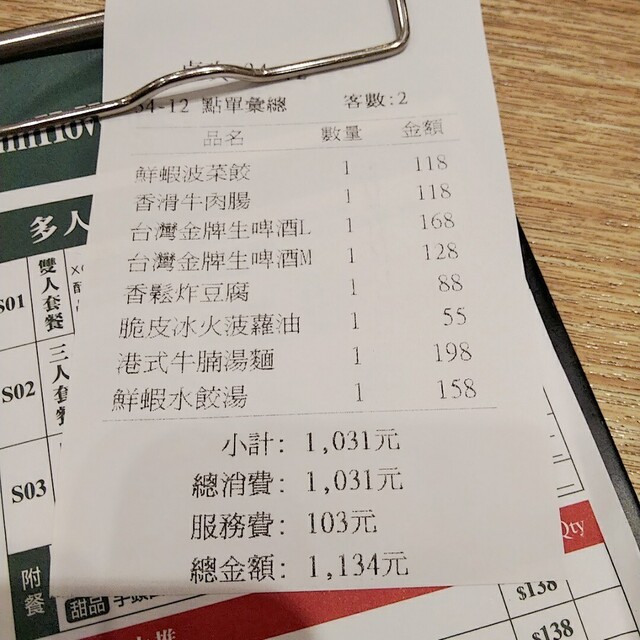 54-12 點單彙總 客數:2
品名 數量 金額
鮮蝦波菜餃 1 118
香滑牛肉腸 1 118
台灣金牌生啤酒L 1 168
台灣金牌生啤酒M 1 128
香鬆炸豆腐 1 88
脆皮冰火菠蘿油 1 55
港式牛腩湯麵 1 198
鮮蝦水餃湯 1 158
小計: 1,031元
總消費: 1,031元
服務費: 103元
總金額: 1,134元
多人
S01 雙人套餐
S02 三人套餐
S03
附餐
甜品
Qty
$138
$138